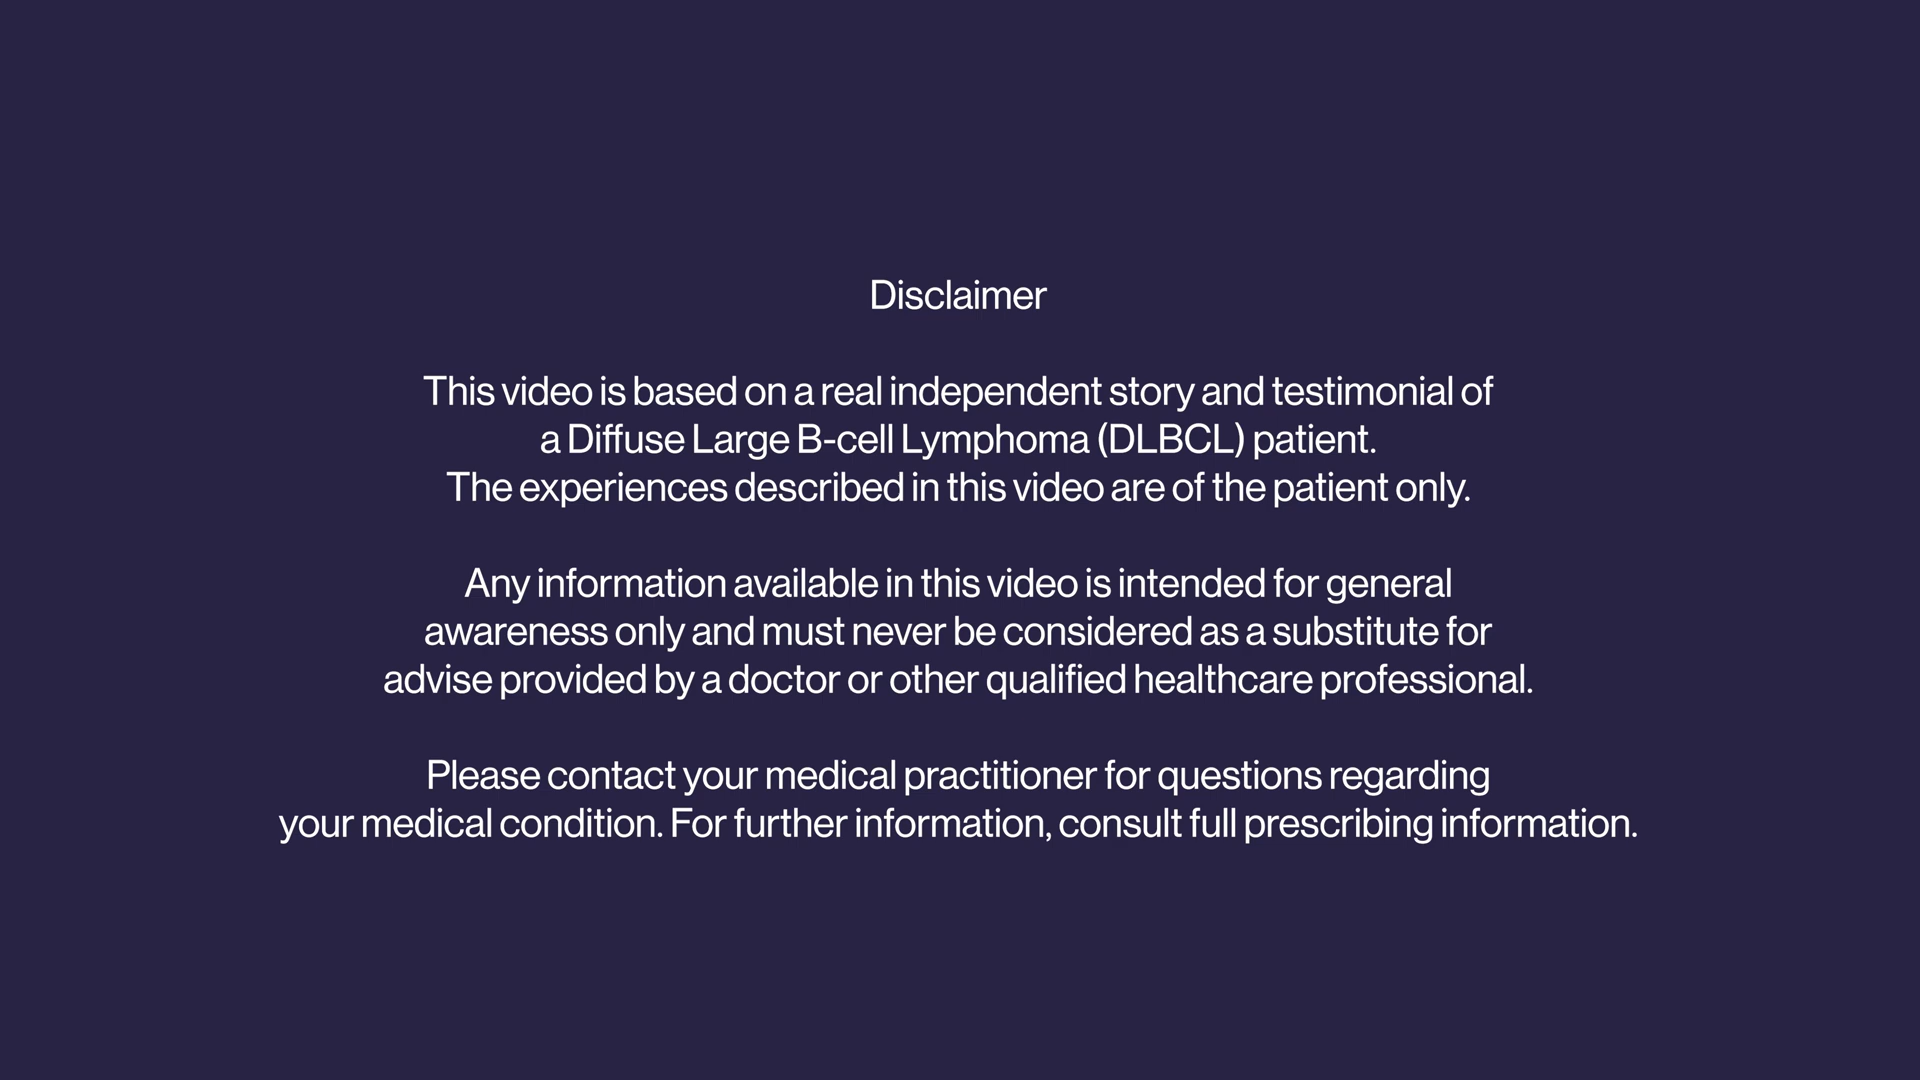 Disclaimer
This video is based on a real independent story and testimonial of
a Diffuse Large B-cell Lymphoma (DLBCL) patient.
The experiences described in this video are of the patient only.
Any information available in this video is intended for general
awareness only and must never be considered as a substitute for
advise provided by a doctor or other qualified healthcare professional.
Please contact your medical practitioner for questions regarding
your medical condition. For further information, consult full prescribing information.